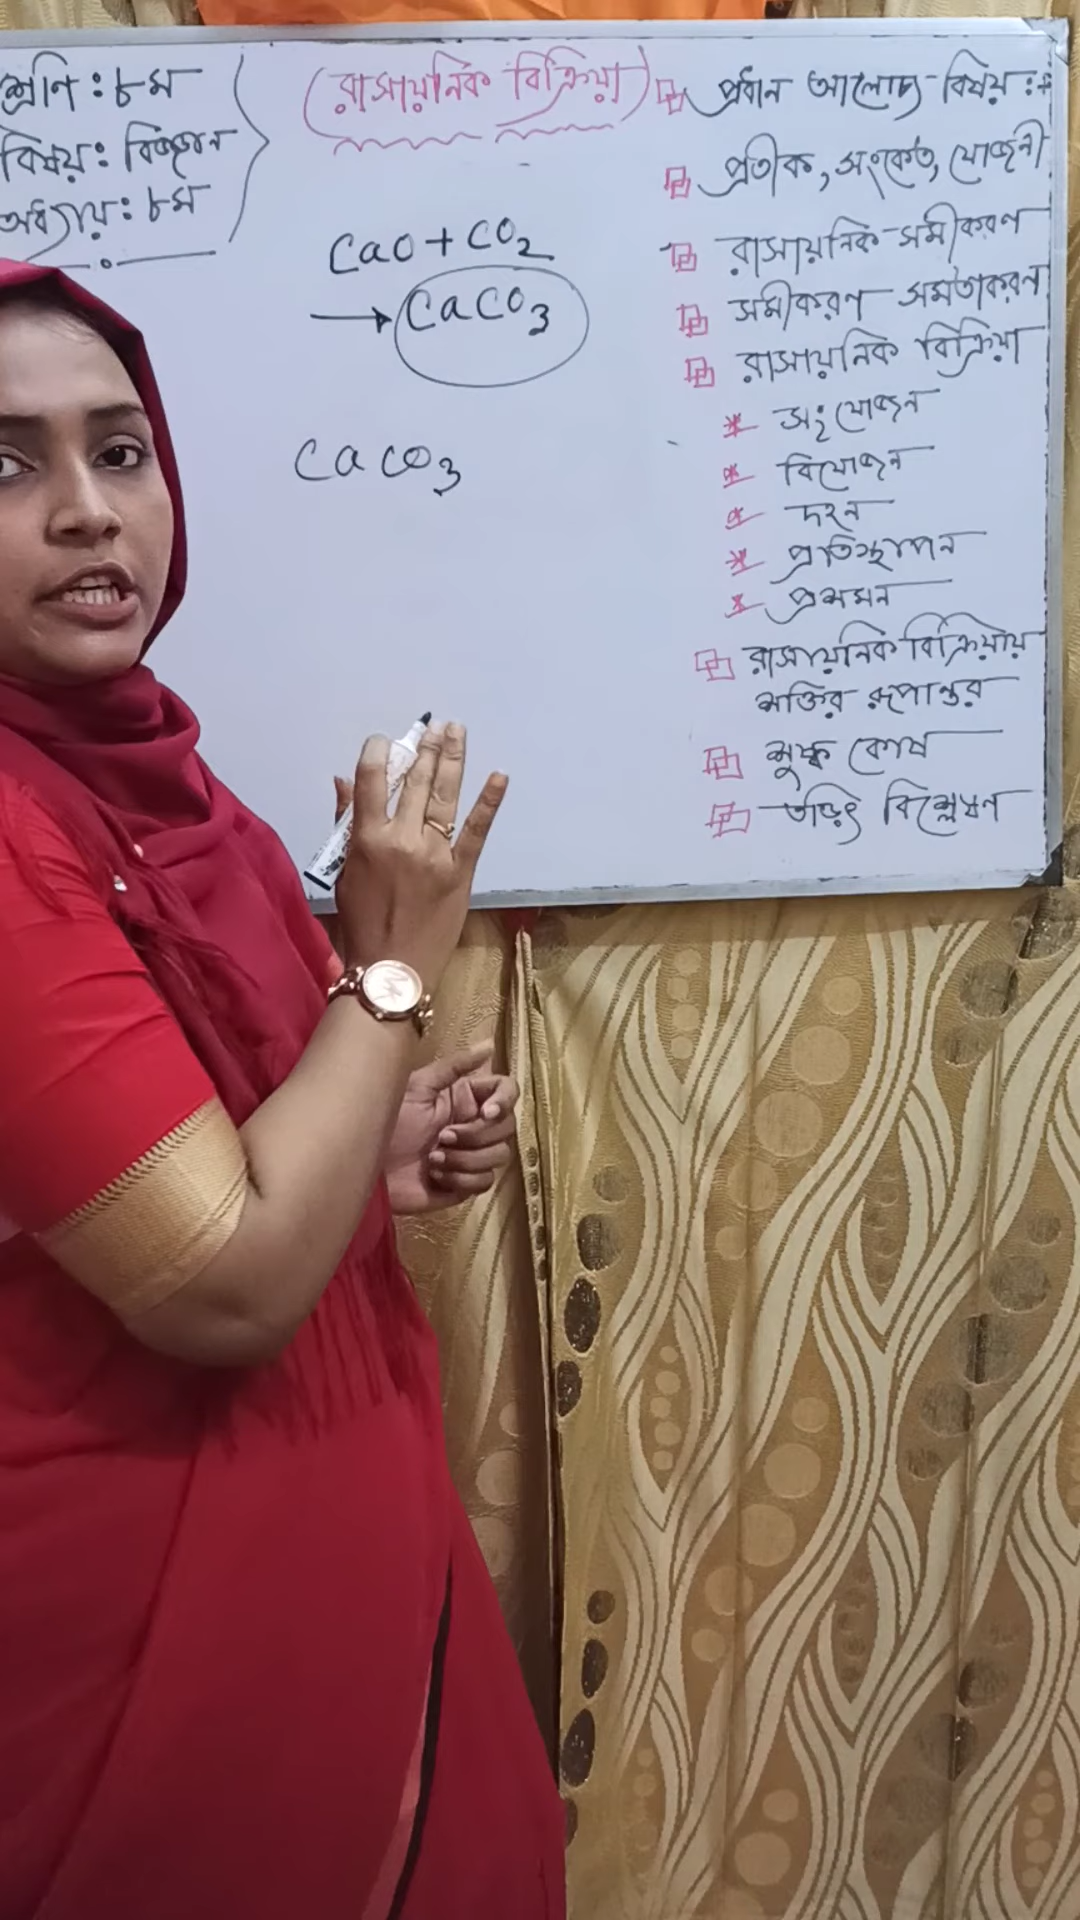 শ্রেণি : ৮ম
বিষয় : বিজ্ঞান
অধ্যায় : ৮ম
(রাসায়নিক বিক্রিয়া)
CaO + CO2
→ CaCO3
CaCO3
প্রধান আলোচ্য বিষয় :-
প্রতীক, সংকেত, যোজনী
রাসায়নিক সমীকরণ
সমীকরণ সমতাকরণ
রাসায়নিক বিক্রিয়া
* সংযোজন
* বিযোজন
* দহন
* প্রতিস্থাপন
* প্রশমন
রাসায়নিক বিক্রিয়ায়
শক্তির রূপান্তর
শুষ্ক কোষ
তড়িৎ বিশ্লেষণ